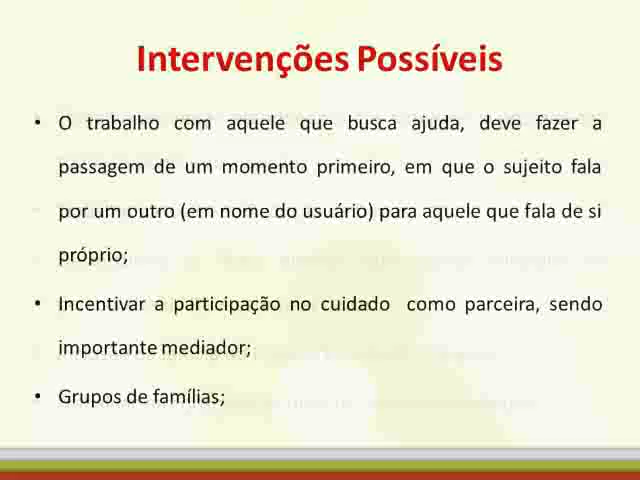 Intervenções Possíveis
• O trabalho com aquele que busca ajuda, deve fazer a
passagem de um momento primeiro, em que o sujeito fala
por um outro (em nome do usuário) para aquele que fala de si
próprio;
• Incentivar a participação no cuidado como parceira, sendo
importante mediador;
• Grupos de famílias;